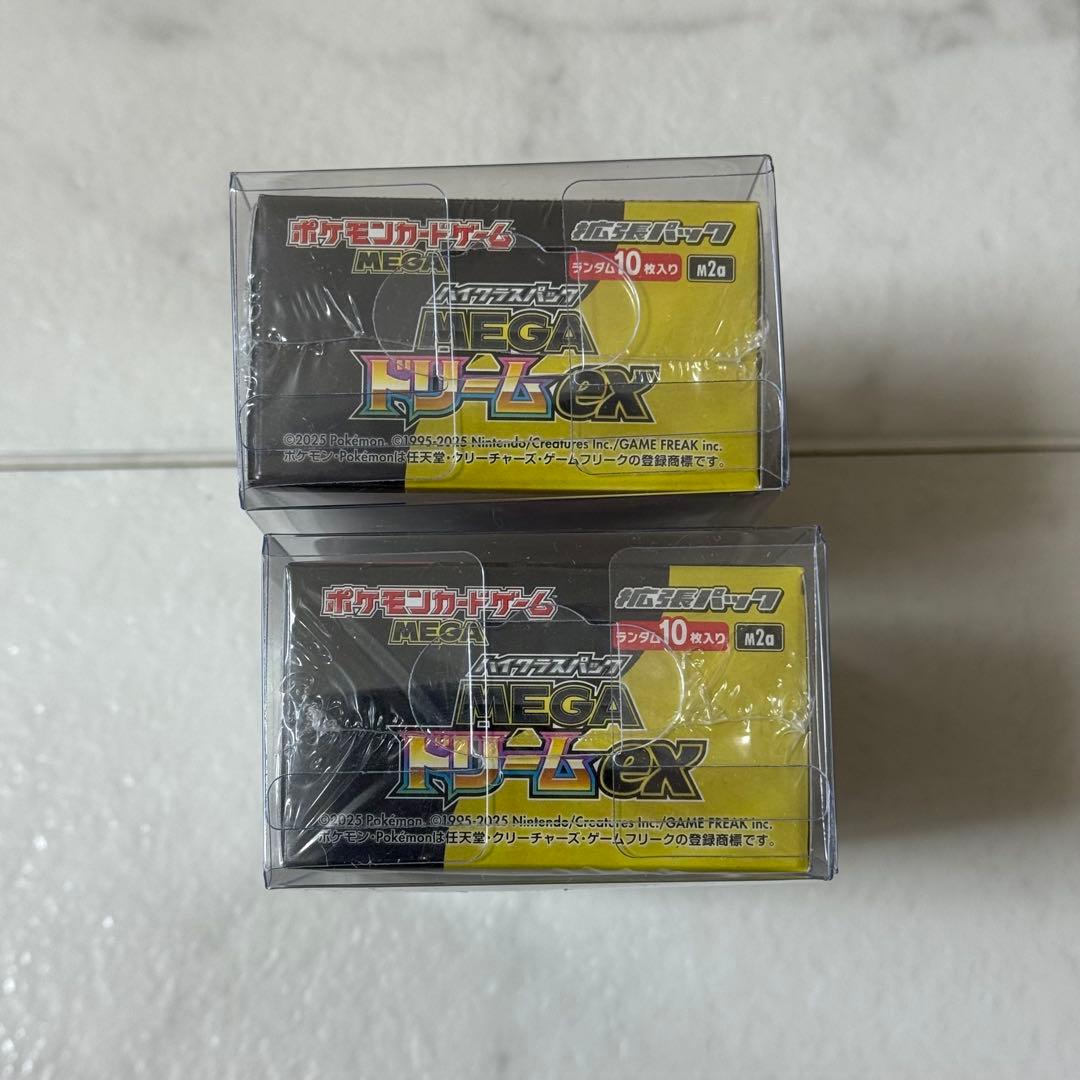 ポケモンカードゲーム
MEGA
拡張パック
ランダム10枚入り M2a
ハイクラスパック
MEGA
ドリームex
©2025 Pokémon. ©1995-2025 Nintendo/Creatures Inc./GAME FREAK inc.
ポケモン・Pokémonは任天堂・クリーチャーズ・ゲームフリークの登録商標です。
ポケモンカードゲーム
MEGA
拡張パック
ランダム10枚入り M2a
ハイクラスパック
MEGA
ドリームex
©2025 Pokémon. ©1995-2025 Nintendo/Creatures Inc./GAME FREAK inc.
ポケモン・Pokémonは任天堂・クリーチャーズ・ゲームフリークの登録商標です。